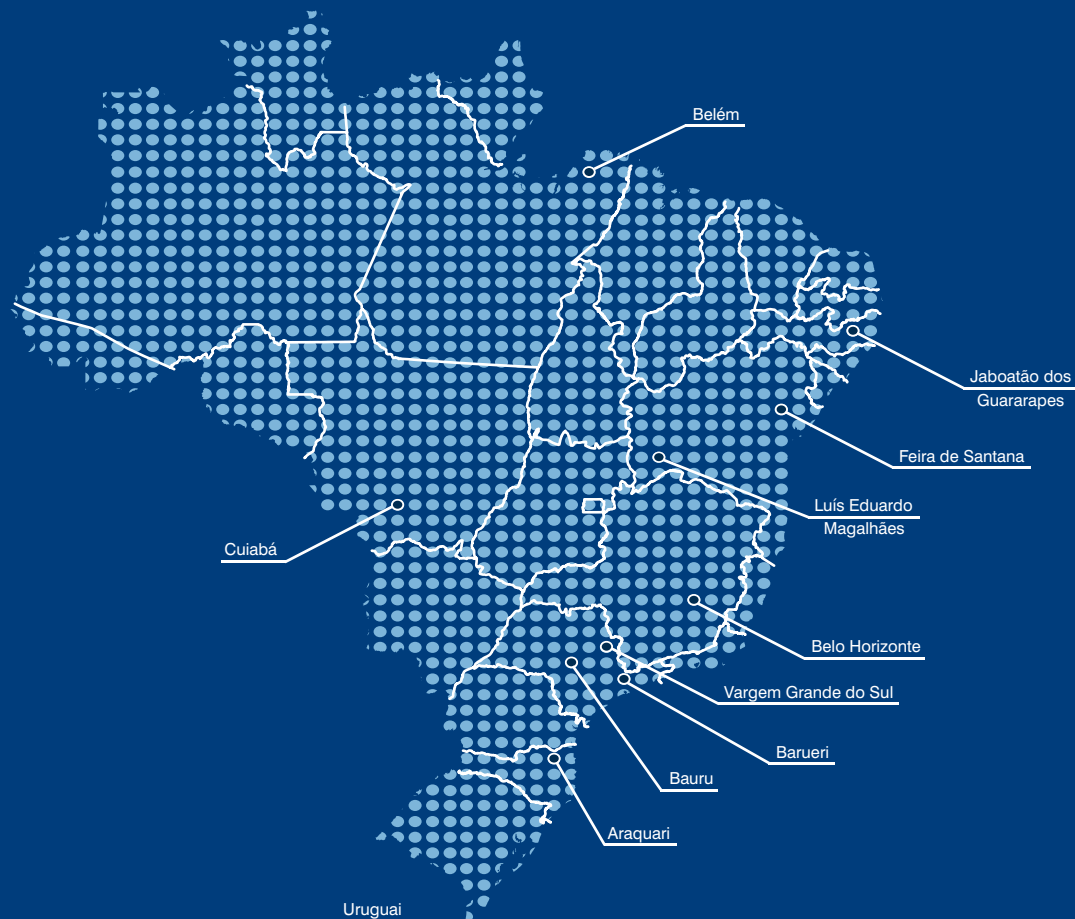 Belém
Jaboatão dos
Guararapes
Feira de Santana
Luís Eduardo
Magalhães
Cuiabá
Belo Horizonte
Vargem Grande do Sul
Barueri
Bauru
Araquari
Uruguai